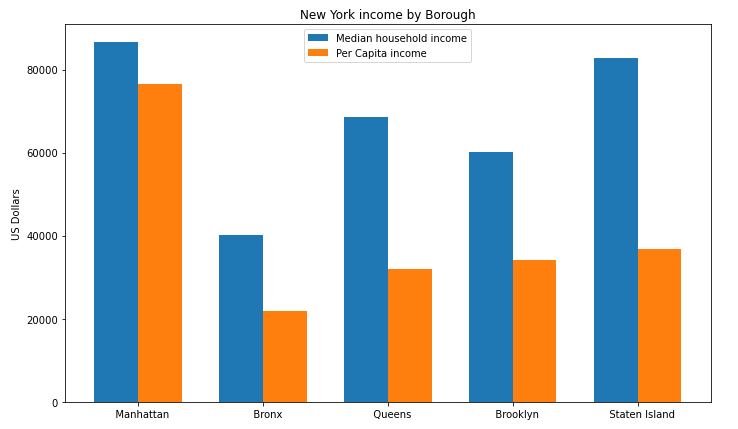 New York income by Borough
Median household income
Per Capita income
US Dollars
80000
60000
40000
20000
0
Manhattan Bronx Queens Brooklyn Staten Island